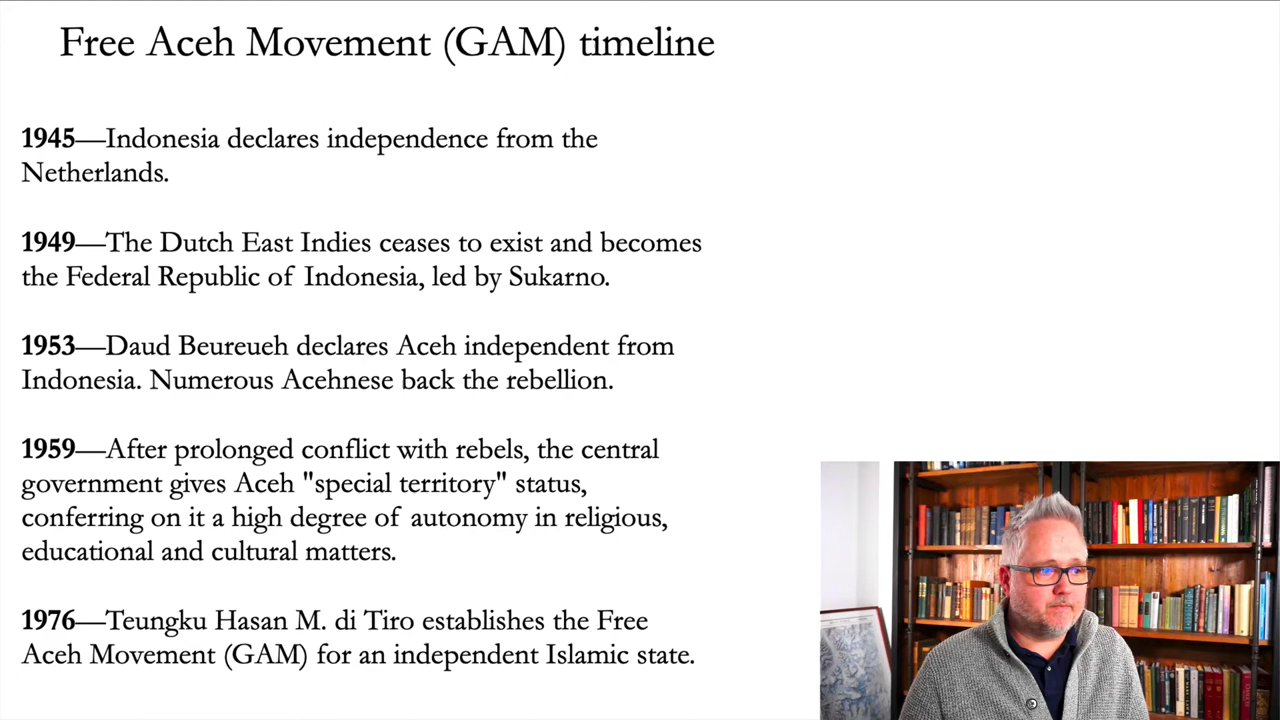 Free Aceh Movement (GAM) timeline
1945—Indonesia declares independence from the
Netherlands.
1949—The Dutch East Indies ceases to exist and becomes
the Federal Republic of Indonesia, led by Sukarno.
1953—Daud Beureueh declares Aceh independent from
Indonesia. Numerous Acehnese back the rebellion.
1959—After prolonged conflict with rebels, the central
government gives Aceh "special territory" status,
conferring on it a high degree of autonomy in religious,
educational and cultural matters.
1976—Teungku Hasan M. di Tiro establishes the Free
Aceh Movement (GAM) for an independent Islamic state.